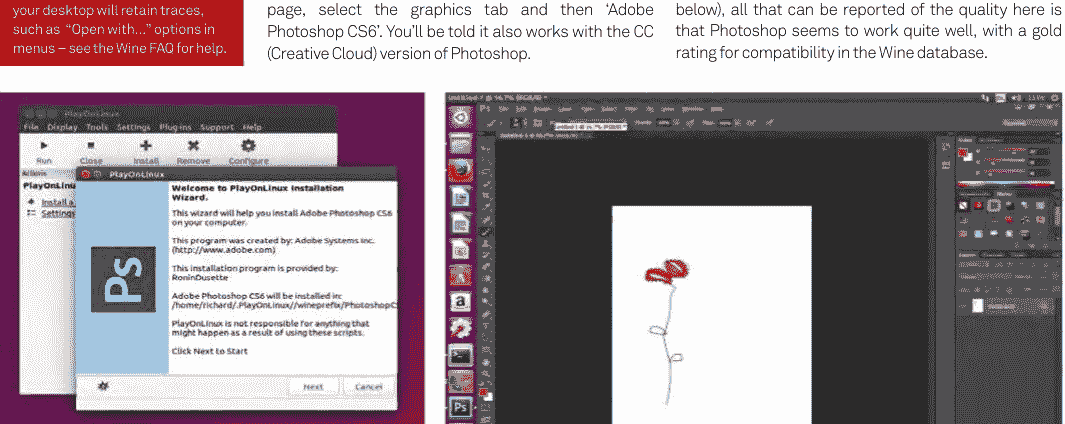 your desktop will retain traces,
such as “Open with...” options in
menus – see the Wine FAQ for help.
page, select the graphics tab and then ‘Adobe
Photoshop CS6’. You’ll be told it also works with the CC
(Creative Cloud) version of Photoshop.
below), all that can be reported of the quality here is
that Photoshop seems to work quite well, with a gold
rating for compatibility in the Wine database.
PlayOnLinux
File Display Tools Settings Plugins Support Help
Run Close Install Remove Configure
Actions
PlayOnLinu
Install a
Settings
PlayOnLinux
Welcome to PlayOnLinux Installation
Wizard.
This wizard will help you install Adobe Photoshop CS6
on your computer.
This program was created by: Adobe Systems Inc.
(http://www.adobe.com)
This installation program is provided by:
RoninDusette
Adobe Photoshop CS6 will be installed in:
/home/richard/.PlayOnLinux//wineprefix/PhotoshopCS
PlayOnLinux is not responsible for anything that
might happen as a result of using these scripts.
Click Next to Start
Next Cancel
Ps
Ps
a
Ps